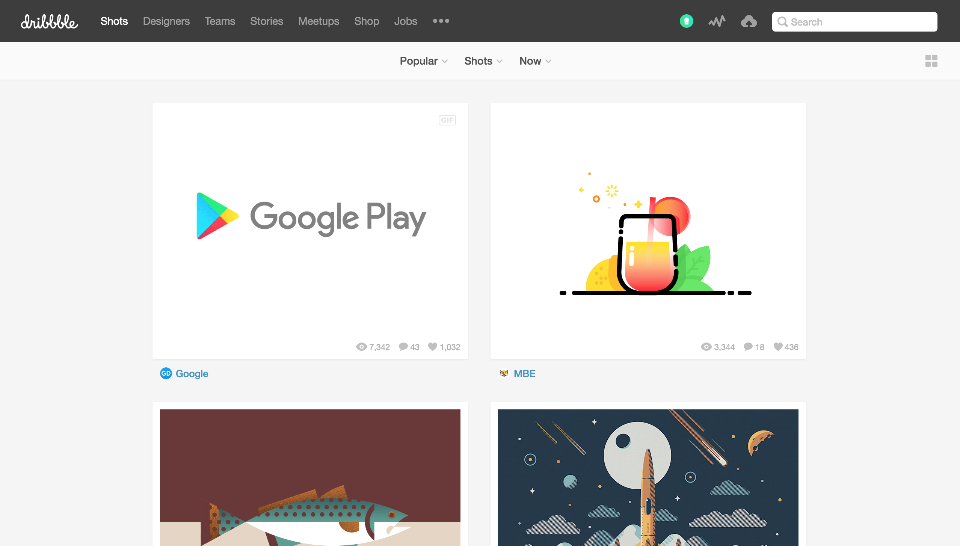 dribbble Shots Designers Teams Stories Meetups Shop Jobs Search
Popular Shots Now
GIF
Google Play
7,342 43 1,032
3,344 18 436
GD Google
MBE